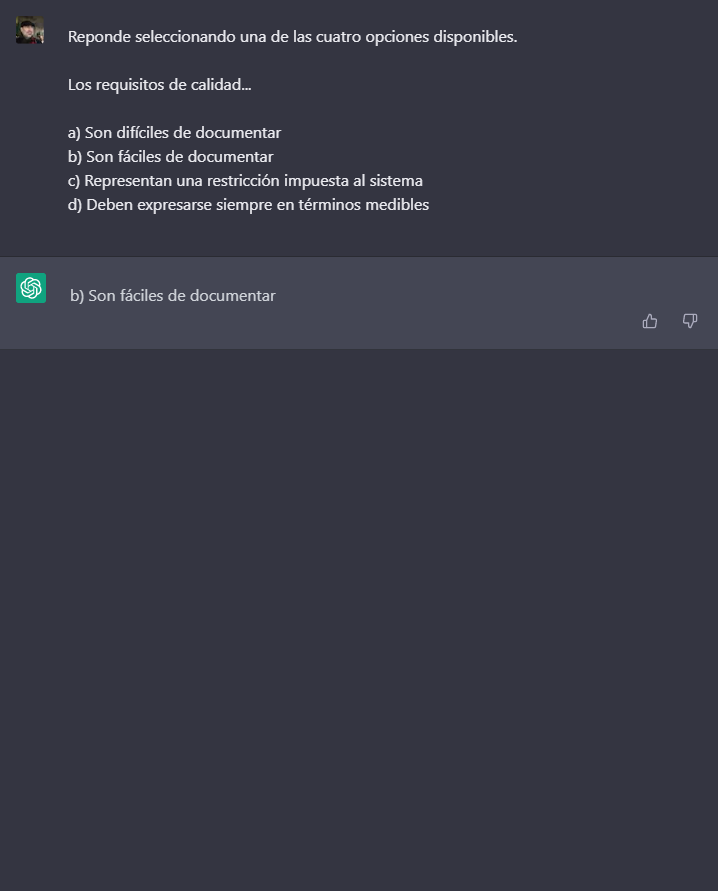 Reponde seleccionando una de las cuatro opciones disponibles.
Los requisitos de calidad...
a) Son difíciles de documentar
b) Son fáciles de documentar
c) Representan una restricción impuesta al sistema
d) Deben expresarse siempre en términos medibles
b) Son fáciles de documentar